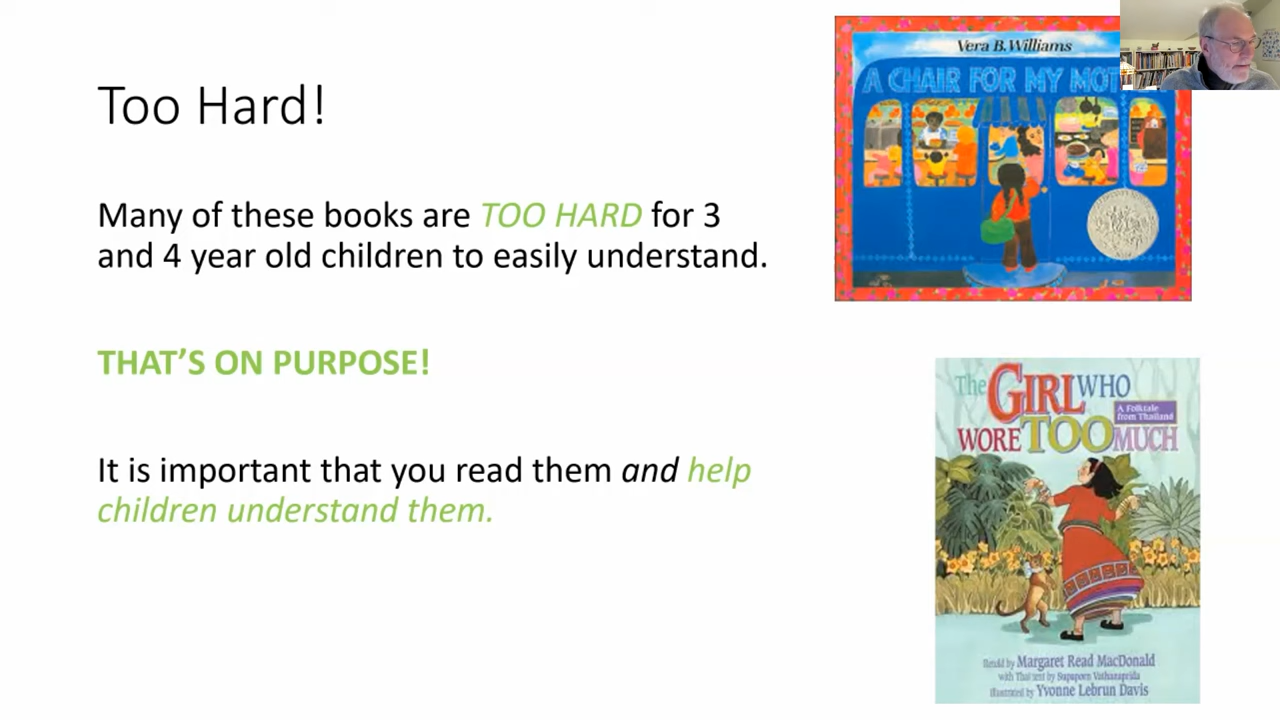 Too Hard!
Many of these books are TOO HARD for 3
and 4 year old children to easily understand.
THAT'S ON PURPOSE!
It is important that you read them and help
children understand them.
Vera B. Williams
A CHAIR FOR MY MOT
The GIRL WHO
WORE TOO MUCH
A Folktale
from Thailand
Retold by Margaret Read MacDonald
with Thai text by Supaporn Vathanaprida
Illustrated by Yvonne Lebrun Davis